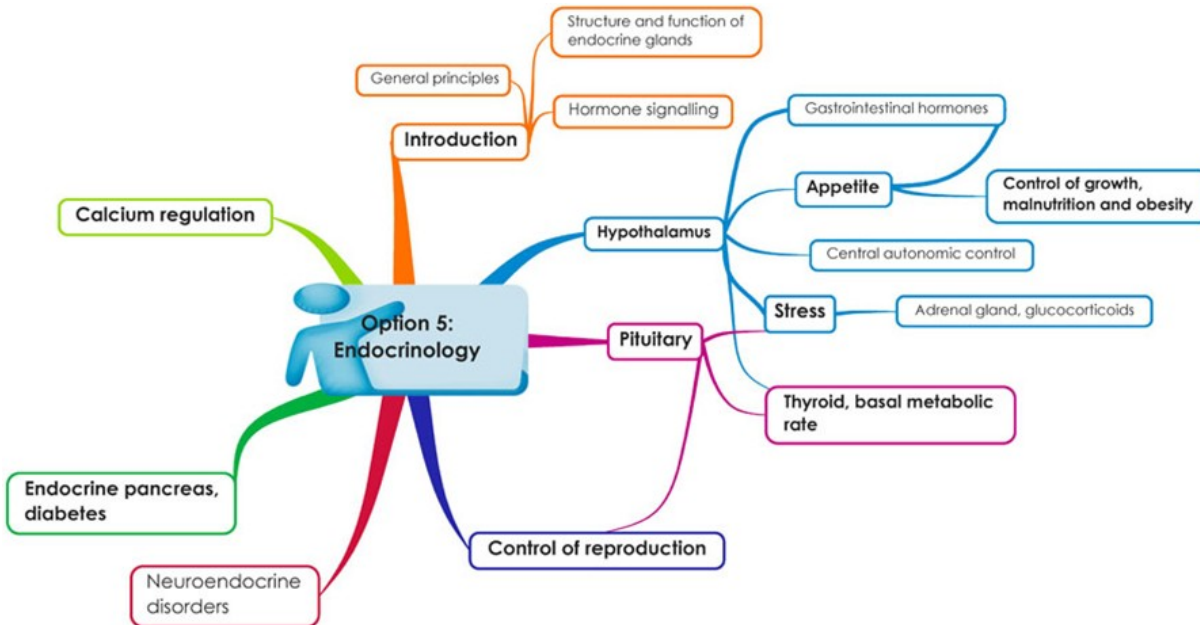 Structure and function of
endocrine glands
General principles
Hormone signalling
Introduction
Gastrointestinal hormones
Appetite
Control of growth,
malnutrition and obesity
Calcium regulation
Hypothalamus
Central autonomic control
Stress
Adrenal gland, glucocorticoids
Option 5:
Endocrinology
Pituitary
Thyroid, basal metabolic
rate
Endocrine pancreas,
diabetes
Control of reproduction
Neuroendocrine
disorders